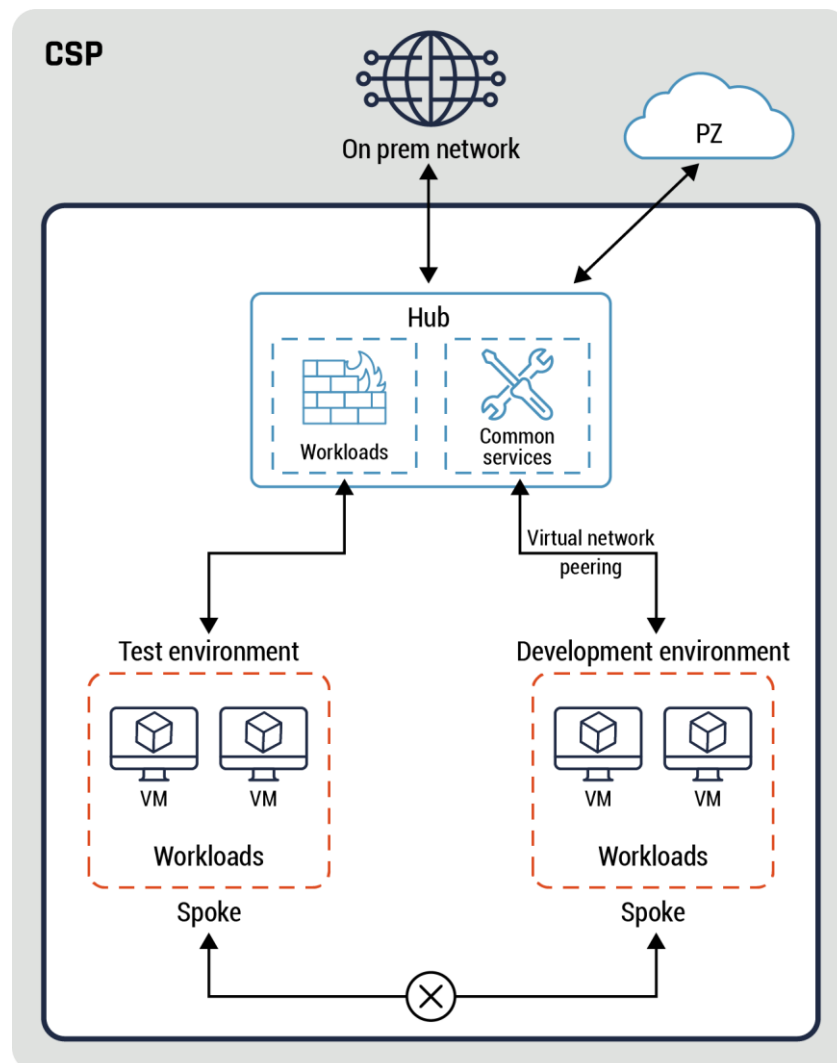 CSP
On prem network
PZ
Hub
Workloads
Common
services
Virtual network
peering
Test environment
Development environment
VM
VM
VM
VM
Workloads
Workloads
Spoke
Spoke